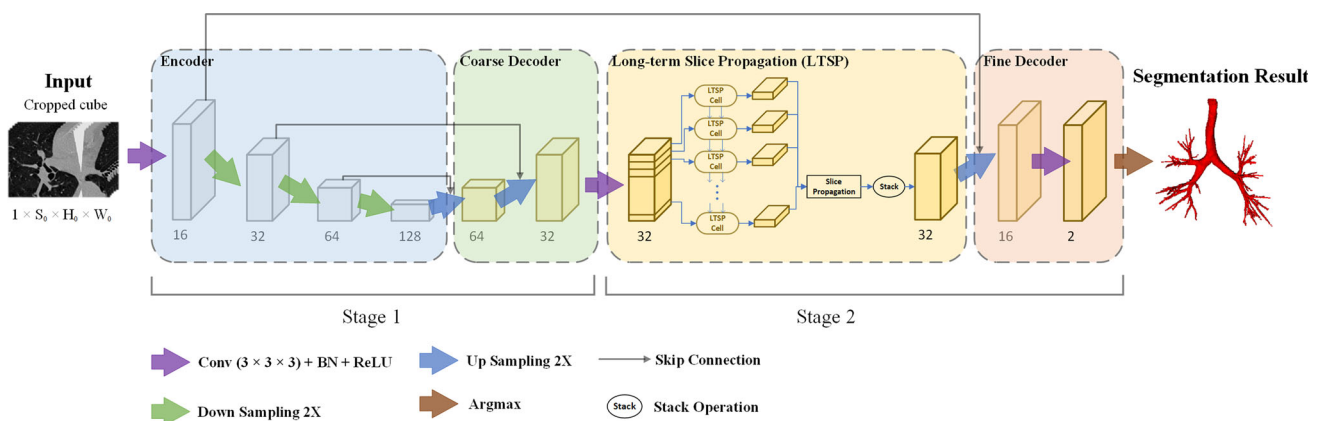 Input
Cropped cube
1 × S₀ × H₀ × W₀
Encoder
16
32
64
128
Coarse Decoder
64
32
Long-term Slice Propagation (LTSP)
LTSP
Cell
LTSP
Cell
LTSP
Cell
LTSP
Cell
32
Slice
Propagation
Stack
32
Fine Decoder
16
2
Segmentation Result
Stage 1
Stage 2
Conv (3 × 3 × 3) + BN + ReLU
Up Sampling 2X
Skip Connection
Down Sampling 2X
Argmax
Stack
Stack Operation